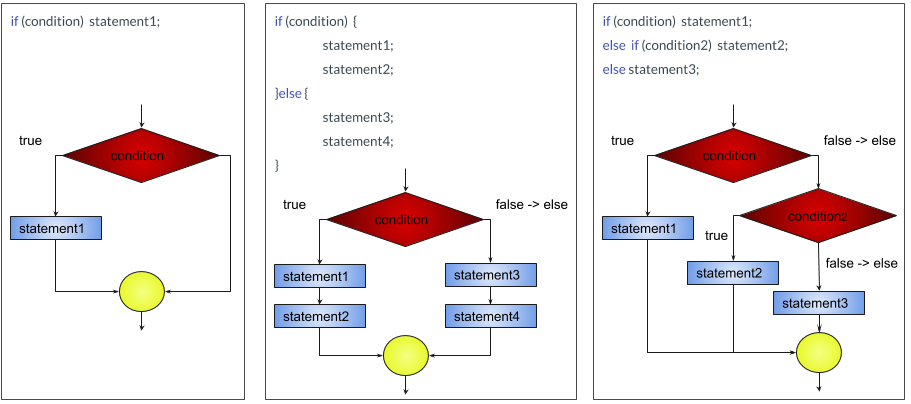 if (condition) statement1;
true
condition
statement1
if (condition) {
statement1;
statement2;
}else {
statement3;
statement4;
}
true
false -> else
condition
statement1
statement3
statement2
statement4
if (condition) statement1;
else if (condition2) statement2;
else statement3;
true
false -> else
condition
condition2
statement1
true
statement2
false -> else
statement3